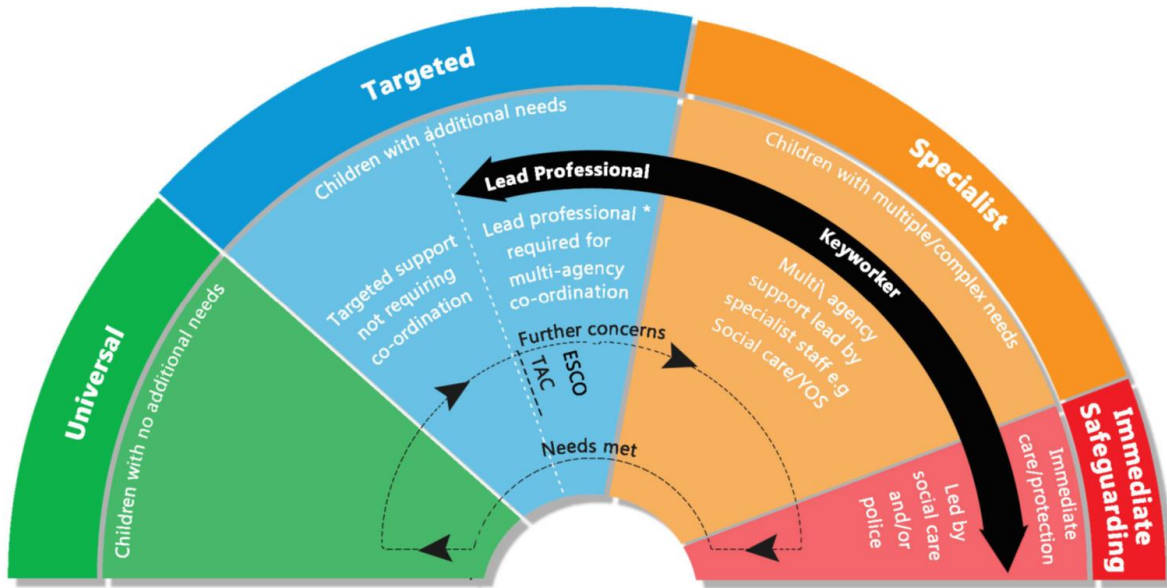 Universal
Children with no additional needs
Targeted
Children with additional needs
Targeted support
not requiring
co-ordination
Lead Professional
Lead professional *
required for
multi-agency
co-ordination
Further concerns
ESCO
TAC
Needs met
Specialist
Children with multiple/complex needs
Keyworker
Multi\ agency
support lead by
specialist staff e.g
Social care/YOS
Immediate
Safeguarding
Immediate
care/protection
Led by
social care
and/or
police